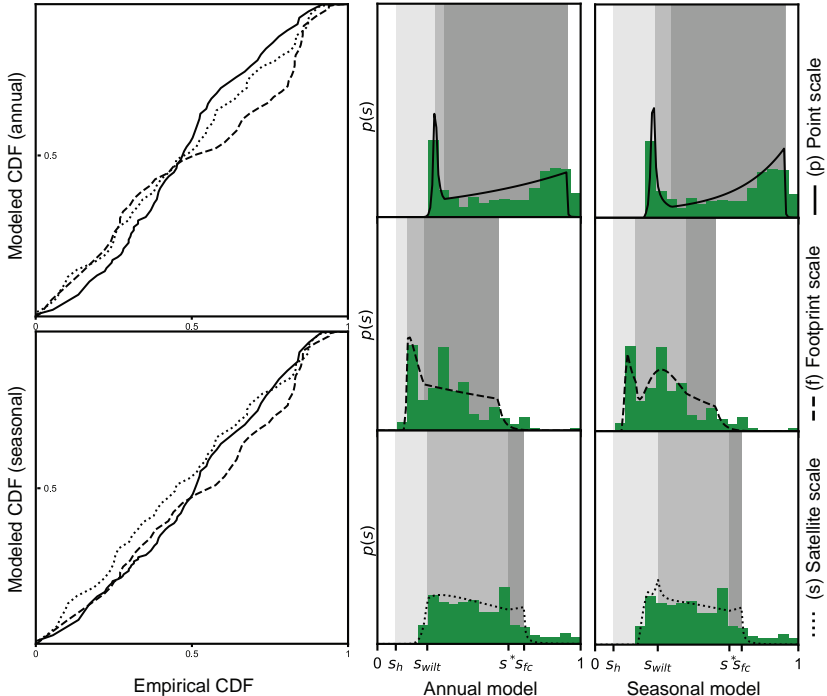 Modeled CDF (annual)
0.5
0
0.5
1
Modeled CDF (seasonal)
0.5
0
0.5
1
Empirical CDF
p(s)
p(s)
p(s)
0 s_h s_wilt s* s_fc 1
Annual model
s_h s_wilt s* s_fc 1
Seasonal model
(p) Point scale
(f) Footprint scale
(s) Satellite scale